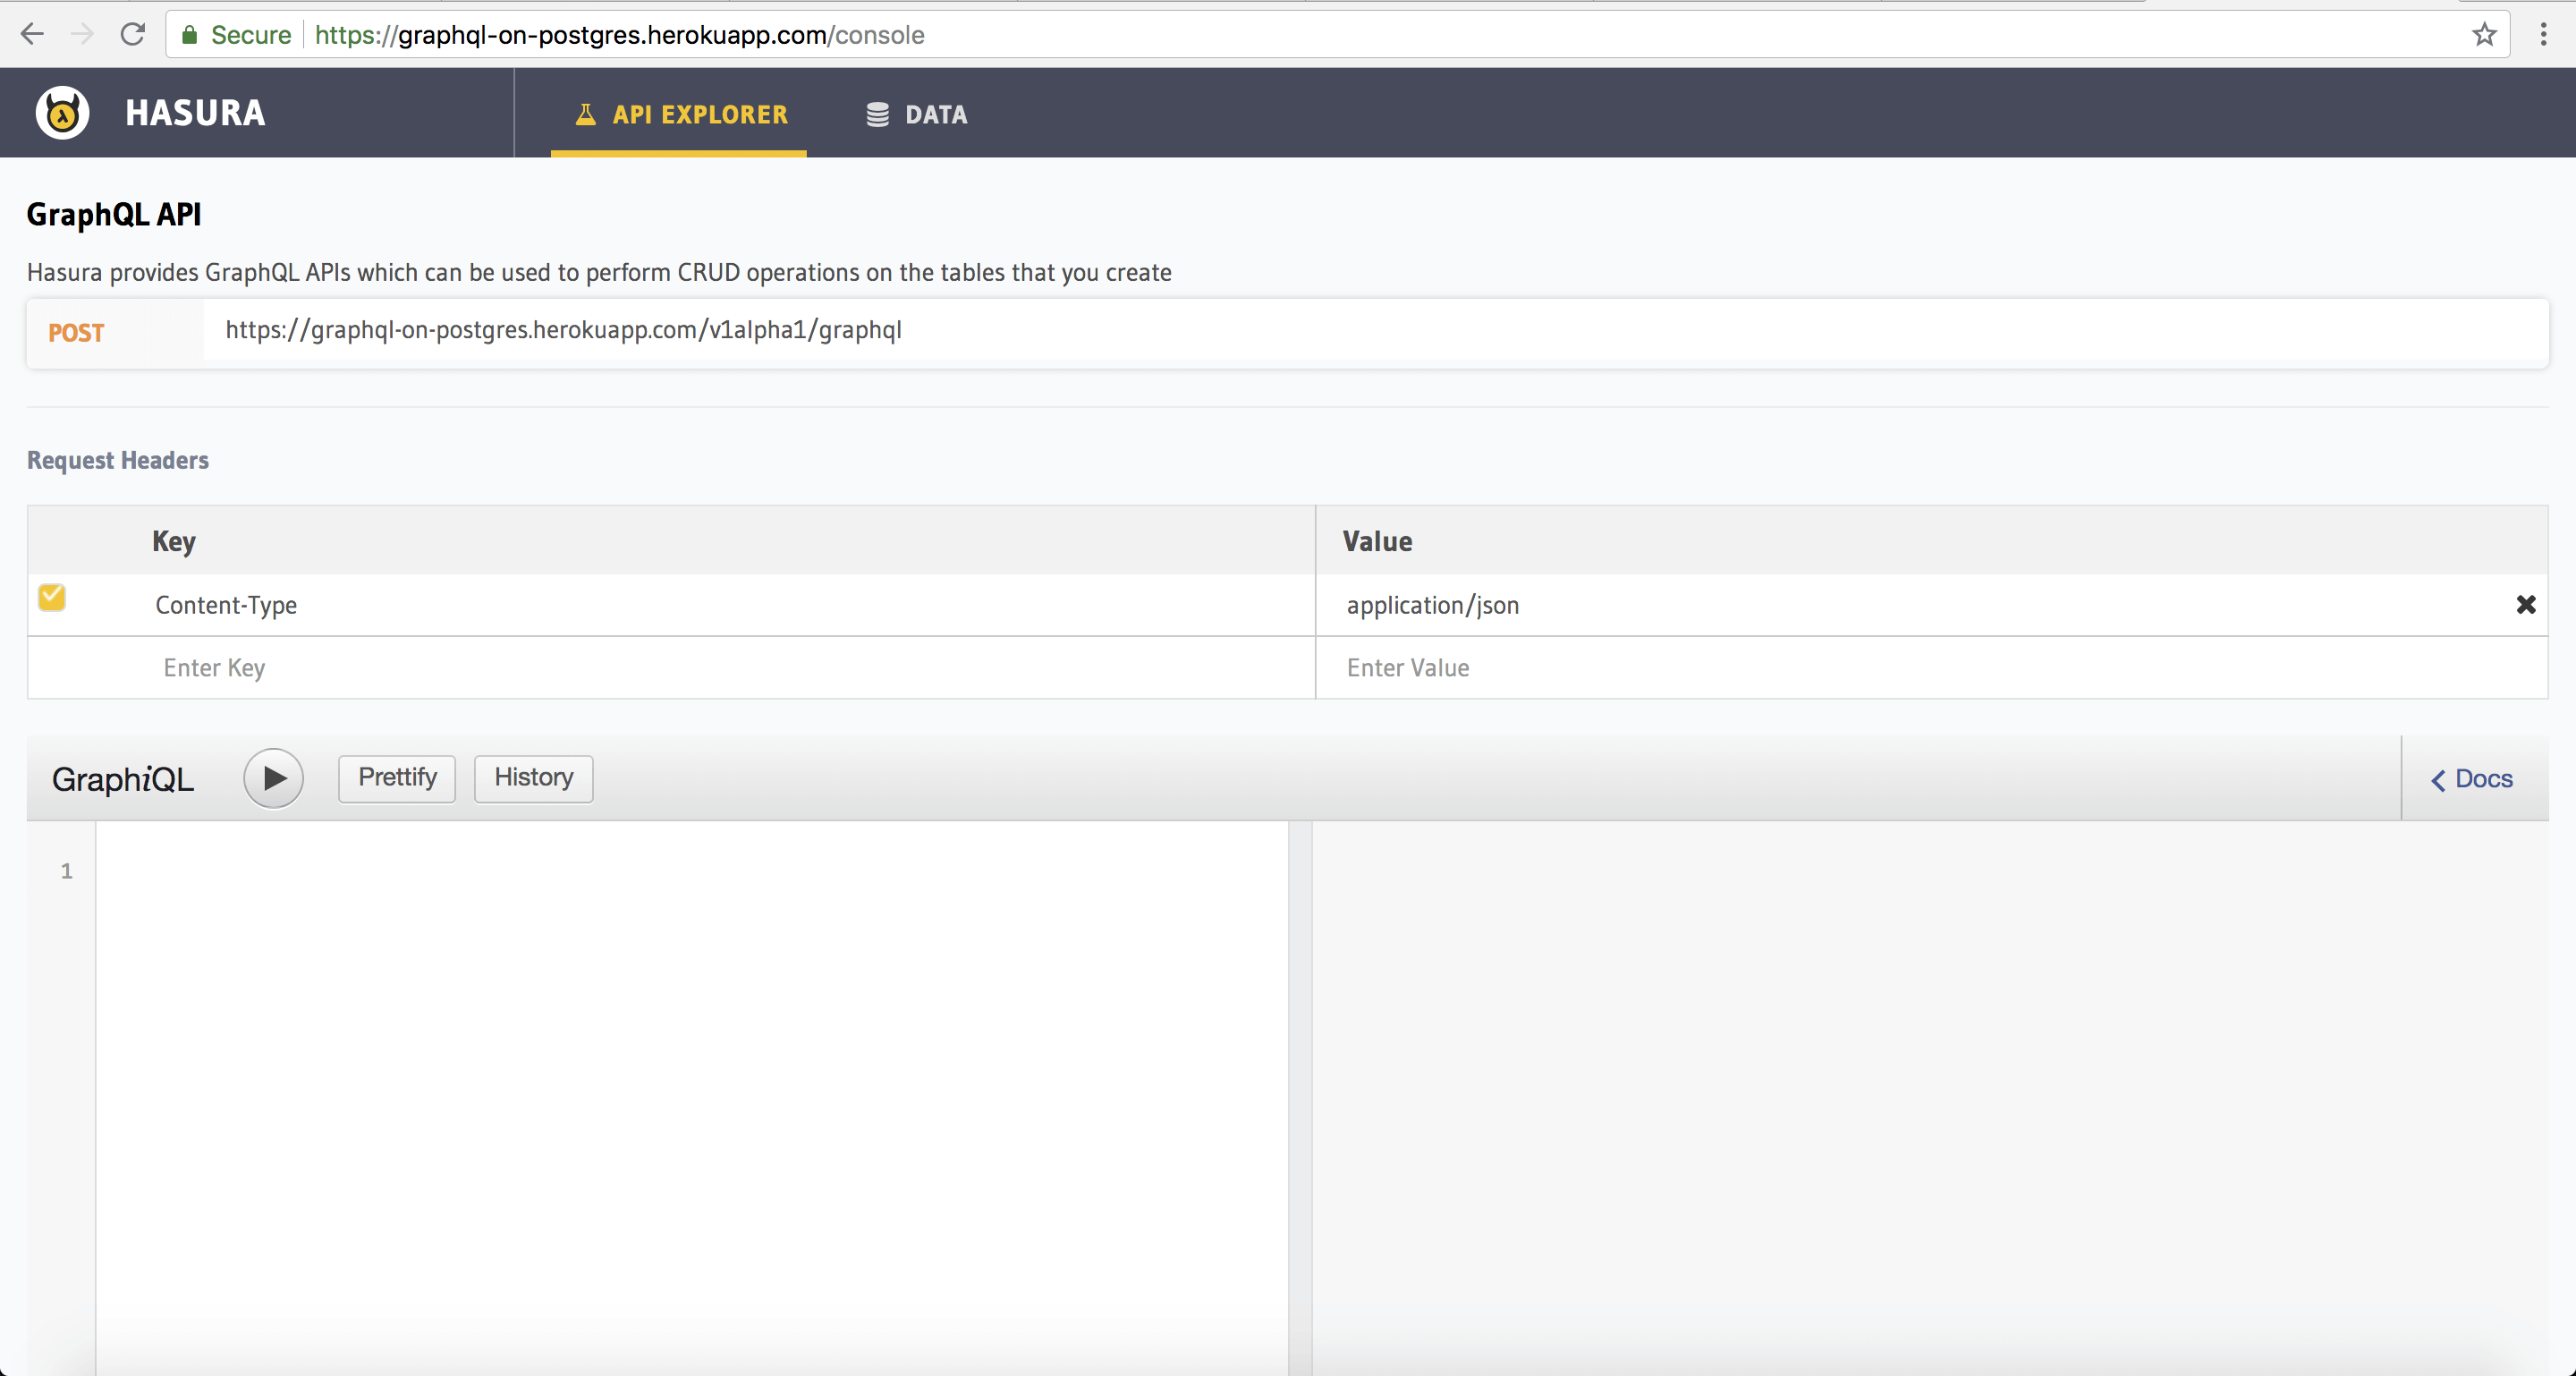 Secure https://graphql-on-postgres.herokuapp.com/console
HASURA API EXPLORER DATA
GraphQL API
Hasura provides GraphQL APIs which can be used to perform CRUD operations on the tables that you create
POST https://graphql-on-postgres.herokuapp.com/v1alpha1/graphql
Request Headers
Key Value
Content-Type application/json
Enter Key Enter Value
GraphiQL Prettify History Docs
1